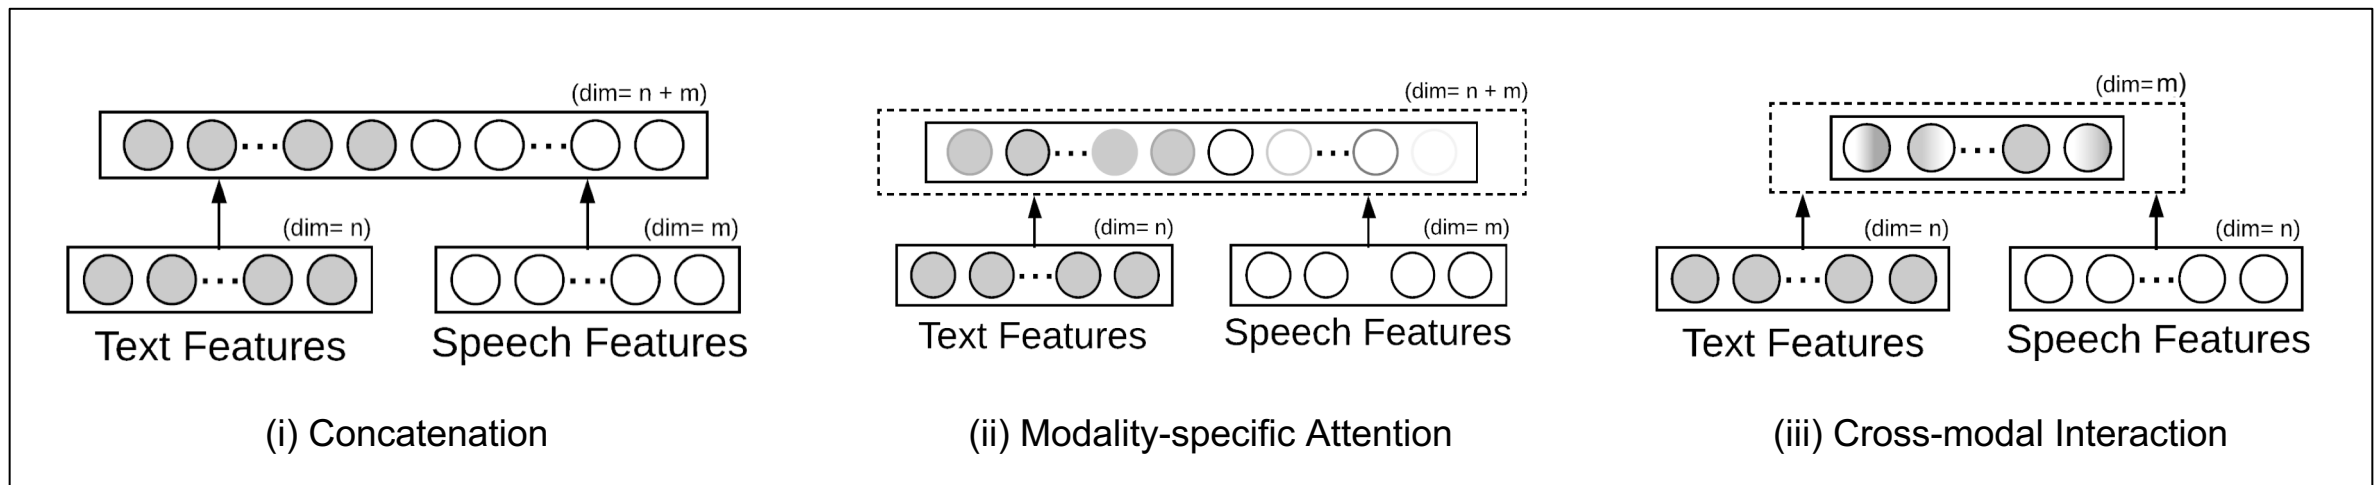 (dim= n + m)
(dim= n)
(dim= m)
Text Features
Speech Features
(i) Concatenation
(dim= n + m)
(dim= n)
(dim= m)
Text Features
Speech Features
(ii) Modality-specific Attention
(dim= m)
(dim= n)
(dim= n)
Text Features
Speech Features
(iii) Cross-modal Interaction